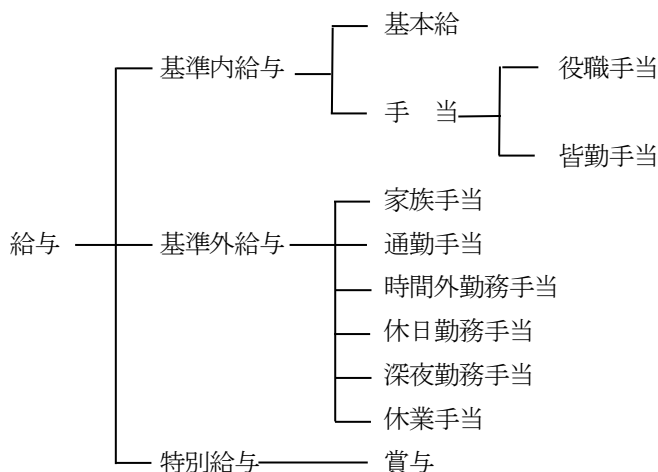 基本給
基準内給与
役職手当
手　当
皆勤手当
家族手当
給与
基準外給与
通勤手当
時間外勤務手当
休日勤務手当
深夜勤務手当
休業手当
特別給与
賞与